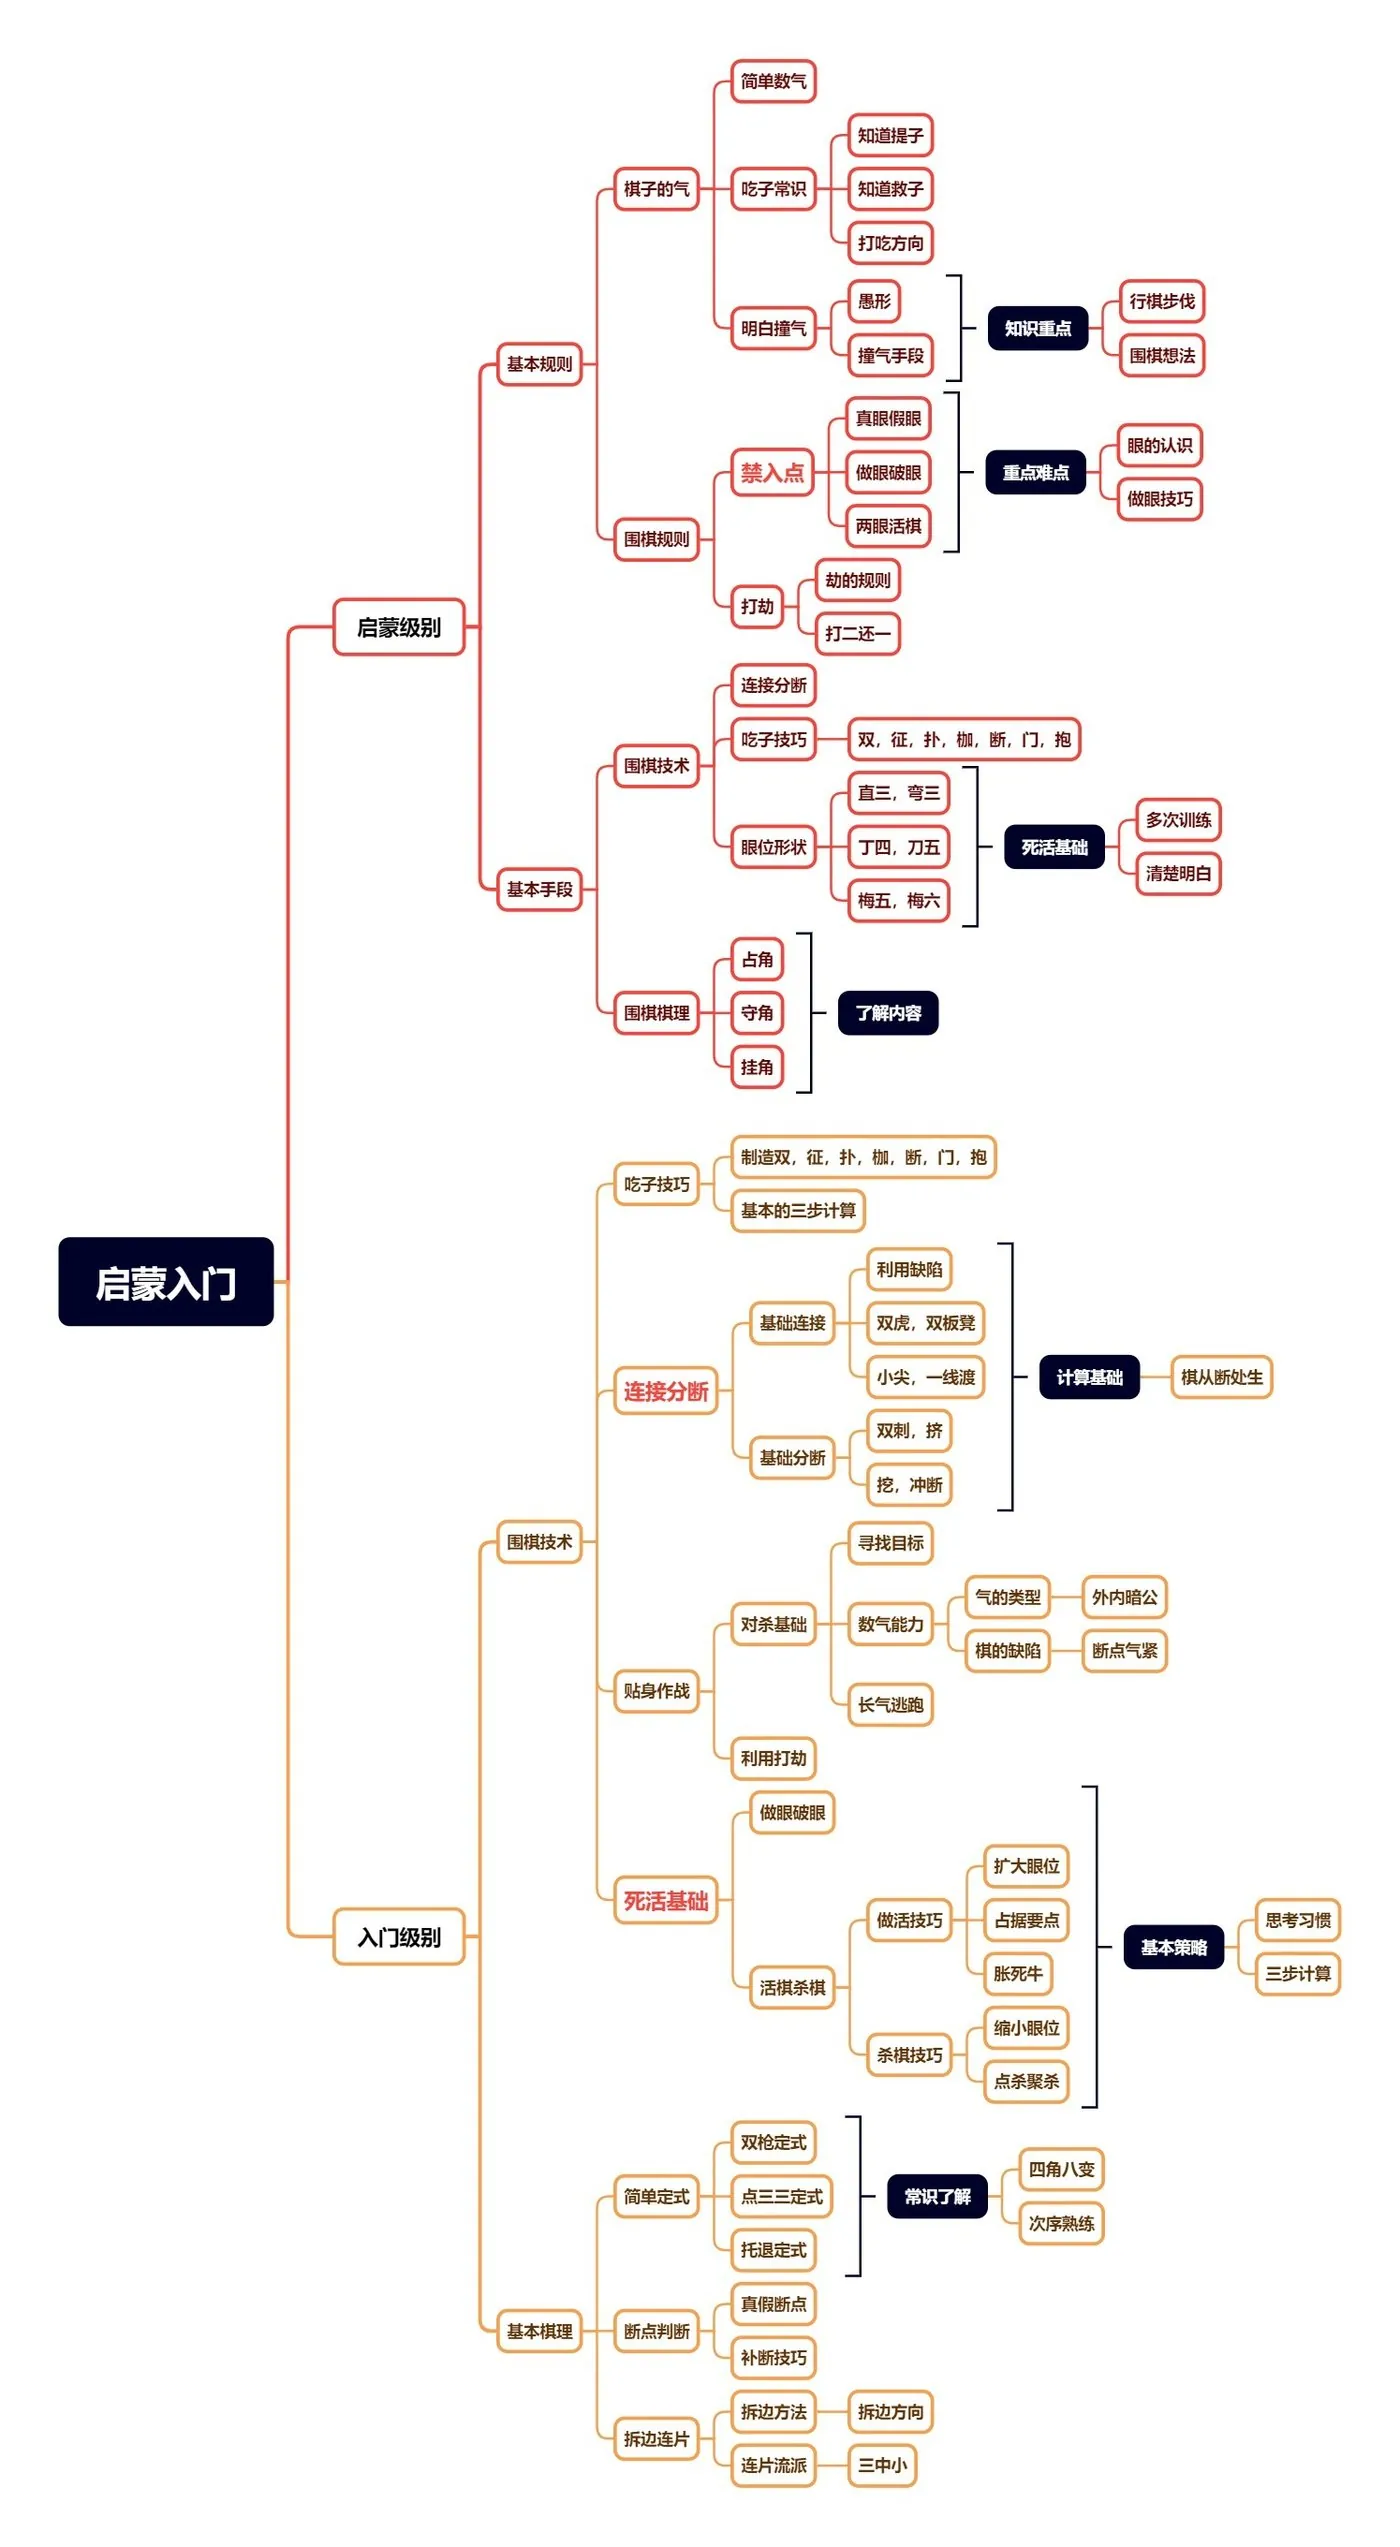 启蒙入门
启蒙级别
基本规则
棋子的气
简单数气
吃子常识
知道提子
知道救子
打吃方向
明白撞气
愚形
撞气手段
知识重点
行棋步伐
围棋想法
围棋规则
禁入点
真眼假眼
做眼破眼
两眼活棋
重点难点
眼的认识
做眼技巧
打劫
劫的规则
打二还一
基本手段
围棋技术
连接分断
吃子技巧
双，征，扑，枷，断，门，抱
眼位形状
直三，弯三
丁四，刀五
梅五，梅六
死活基础
多次训练
清楚明白
围棋棋理
占角
守角
挂角
了解内容
入门级别
围棋技术
吃子技巧
制造双，征，扑，枷，断，门，抱
基本的三步计算
连接分断
基础连接
利用缺陷
双虎，双板凳
小尖，一线渡
基础分断
双刺，挤
挖，冲断
计算基础
棋从断处生
贴身作战
对杀基础
寻找目标
数气能力
气的类型
外内暗公
棋的缺陷
断点气紧
长气逃跑
利用打劫
死活基础
做眼破眼
活棋杀棋
做活技巧
扩大眼位
占据要点
胀死牛
杀棋技巧
缩小眼位
点杀聚杀
基本策略
思考习惯
三步计算
基本棋理
简单定式
双枪定式
点三三定式
托退定式
常识了解
四角八变
次序熟练
断点判断
真假断点
补断技巧
拆边连片
拆边方法
拆边方向
连片流派
三中小